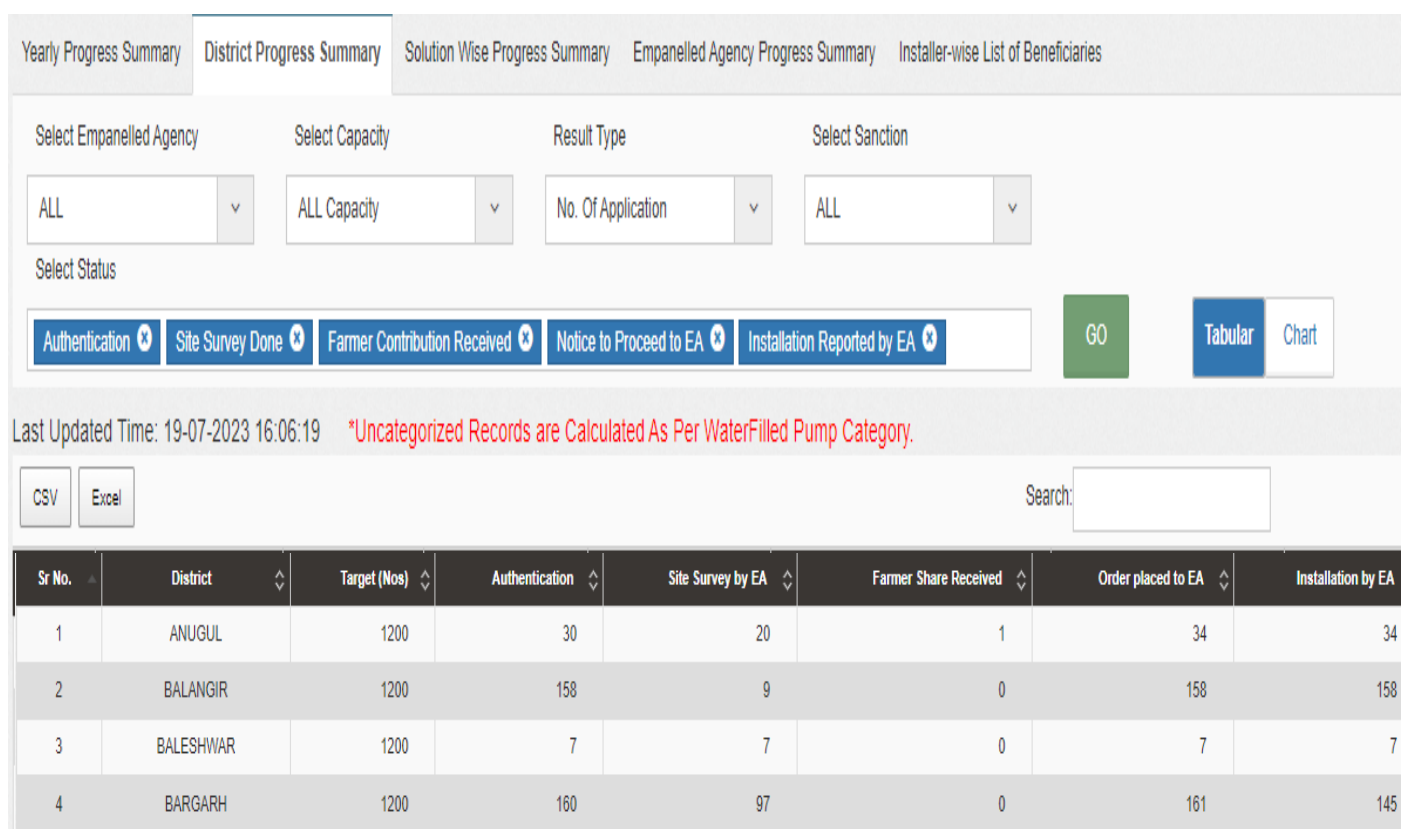 Yearly Progress Summary District Progress Summary Solution Wise Progress Summary Empanelled Agency Progress Summary Installer-wise List of Beneficiaries
Select Empanelled Agency Select Capacity Result Type Select Sanction
ALL ALL Capacity No. Of Application ALL
Select Status
Authentication Site Survey Done Farmer Contribution Received Notice to Proceed to EA Installation Reported by EA GO Tabular Chart
Last Updated Time: 19-07-2023 16:06:19 *Uncategorized Records are Calculated As Per WaterFilled Pump Category.
CSV Excel Search:
Sr No. District Target (Nos) Authentication Site Survey by EA Farmer Share Received Order placed to EA Installation by EA
1 ANUGUL 1200 30 20 1 34 34
2 BALANGIR 1200 158 9 0 158 158
3 BALESHWAR 1200 7 7 0 7 7
4 BARGARH 1200 160 97 0 161 145